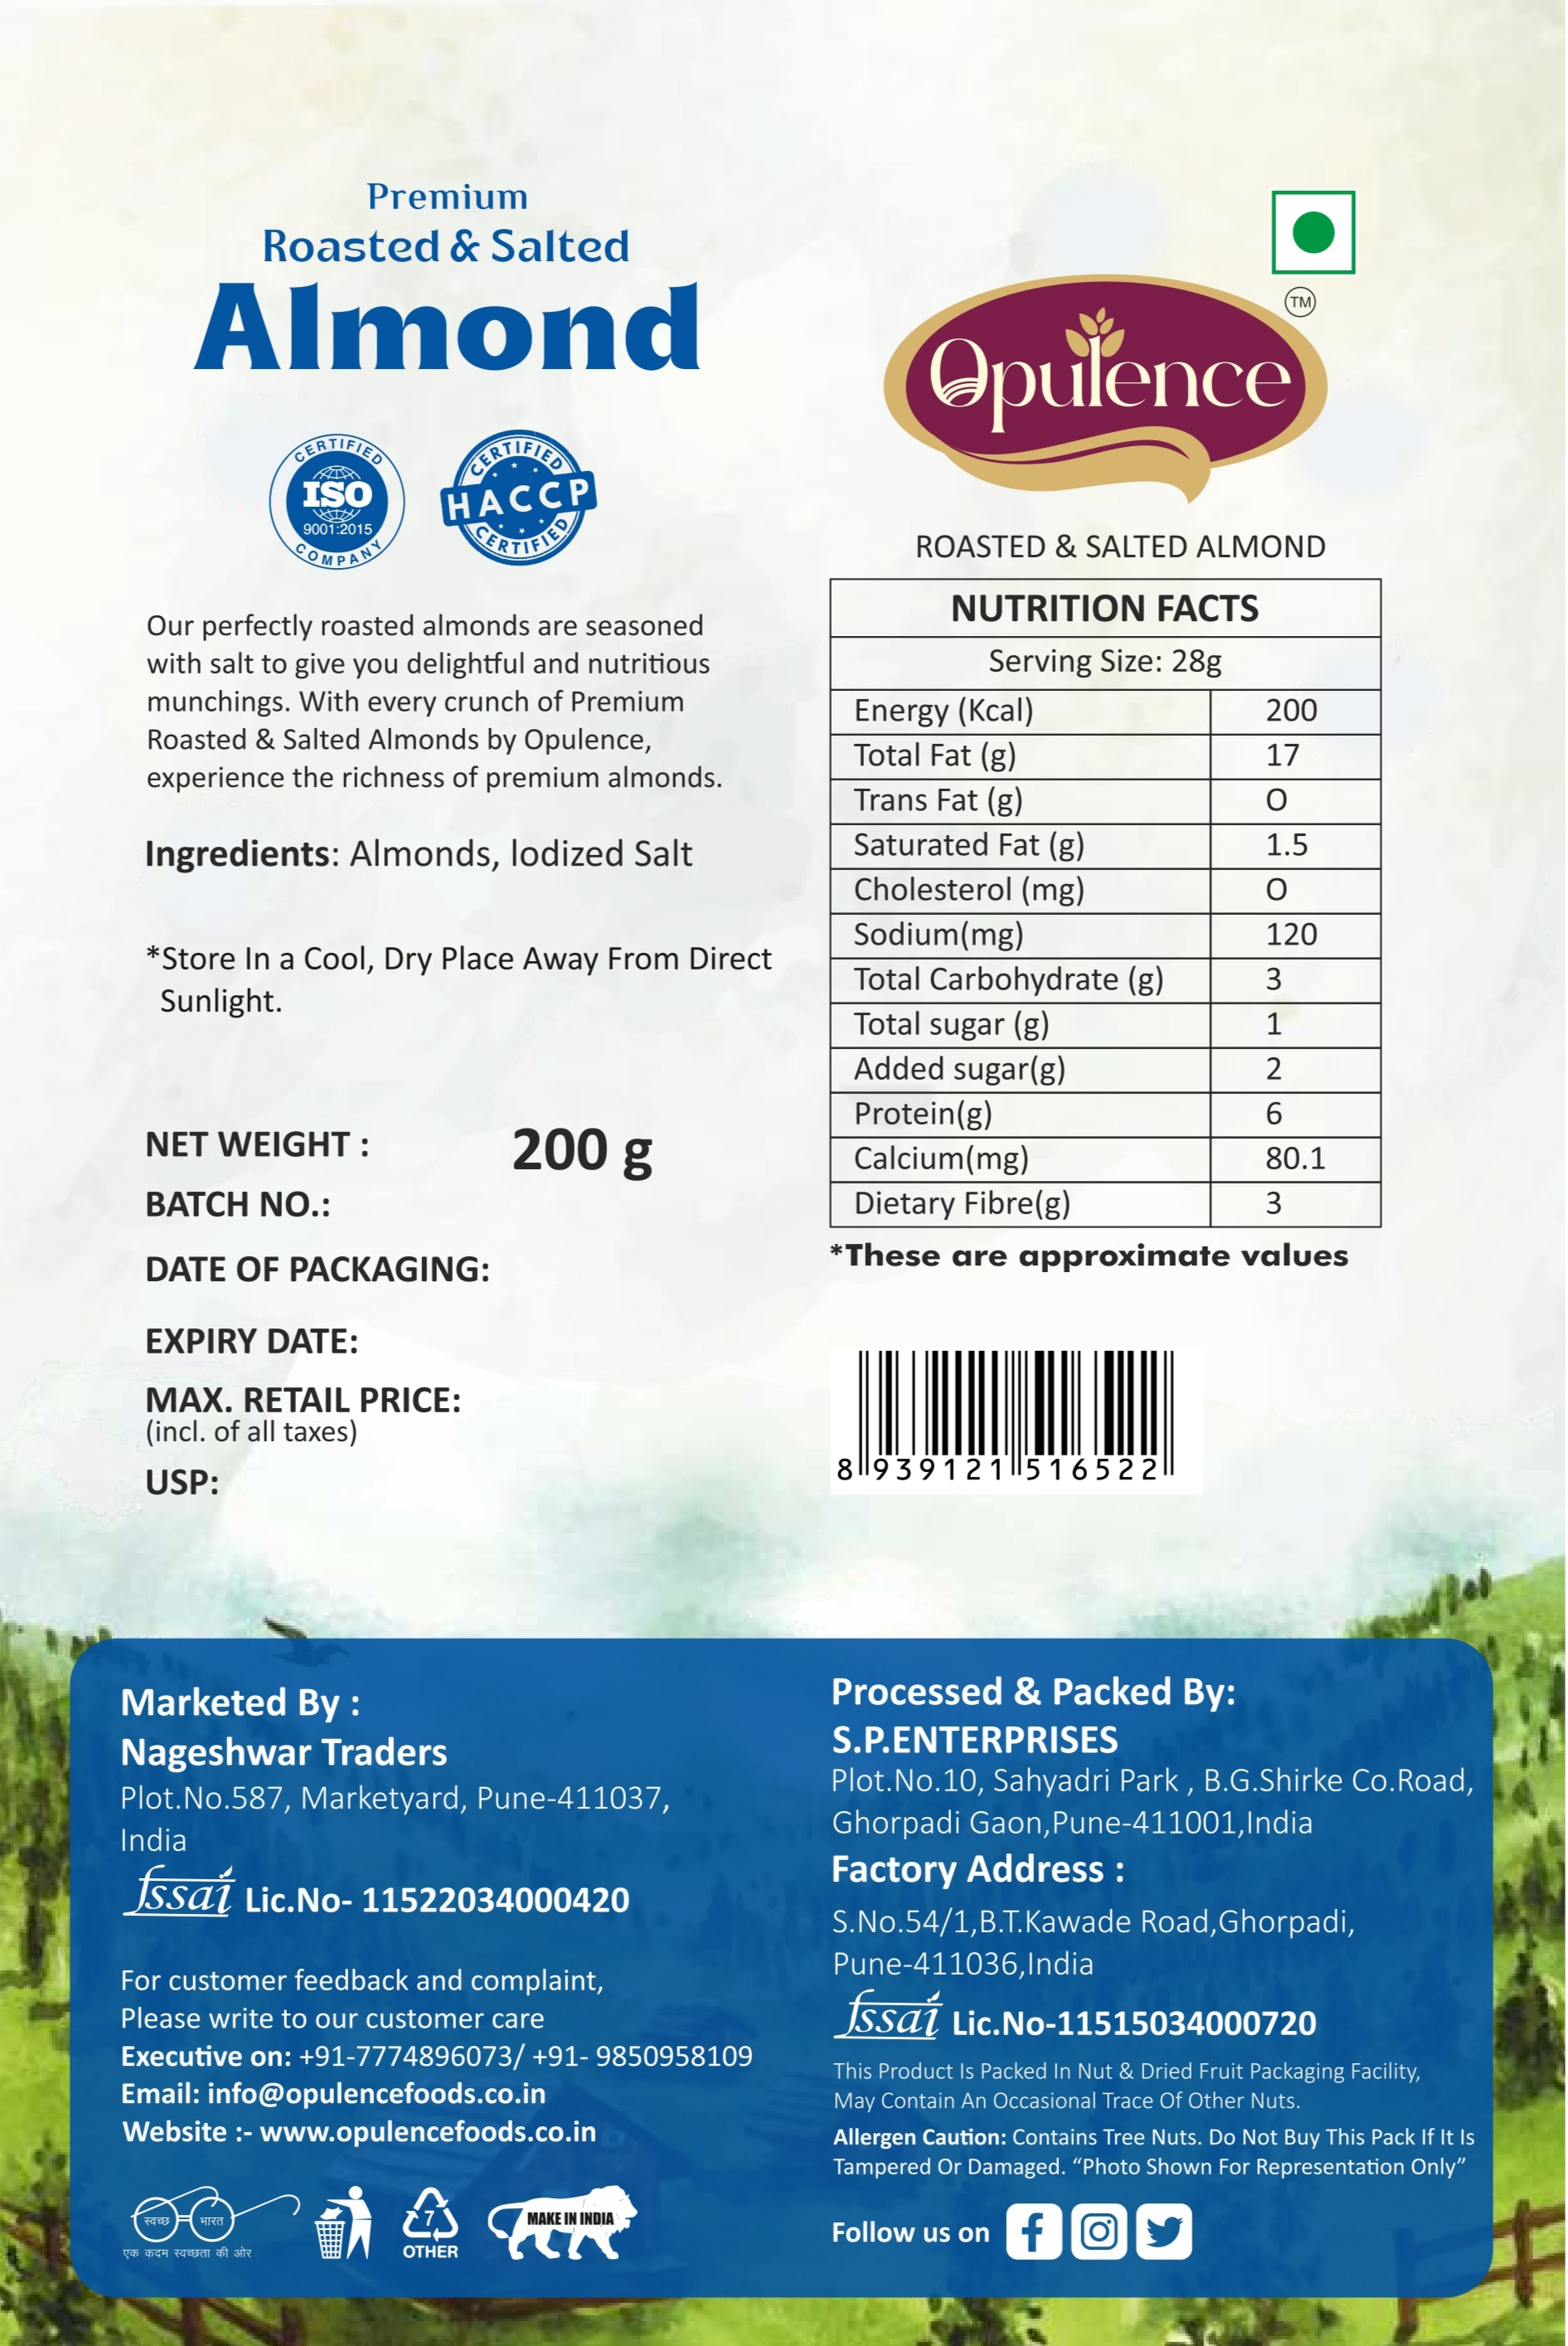 Premium
Roasted & Salted
Almond
CERTIFIED
ISO
9001:2015
COMPANY
CERTIFIED
HACCP
CERTIFIED
Our perfectly roasted almonds are seasoned
with salt to give you delightful and nutritious
munchings. With every crunch of Premium
Roasted & Salted Almonds by Opulence,
experience the richness of premium almonds.
Ingredients: Almonds, Iodized Salt
*Store In a Cool, Dry Place Away From Direct
Sunlight.
NET WEIGHT : 200 g
BATCH NO.:
DATE OF PACKAGING:
EXPIRY DATE:
MAX. RETAIL PRICE:
(incl. of all taxes)
USP:
TM
Opulence
ROASTED & SALTED ALMOND
NUTRITION FACTS
Serving Size: 28g
Energy (Kcal) 200
Total Fat (g) 17
Trans Fat (g) O
Saturated Fat (g) 1.5
Cholesterol (mg) O
Sodium(mg) 120
Total Carbohydrate (g) 3
Total sugar (g) 1
Added sugar(g) 2
Protein(g) 6
Calcium(mg) 80.1
Dietary Fibre(g) 3
*These are approximate values
8 939121 516522
Marketed By :
Nageshwar Traders
Plot.No.587, Marketyard, Pune-411037,
India
fssai Lic.No- 11522034000420
For customer feedback and complaint,
Please write to our customer care
Executive on: +91-7774896073/ +91- 9850958109
Email: info@opulencefoods.co.in
Website :- www.opulencefoods.co.in
स्वच्छ भारत
एक कदम स्वच्छता की ओर
7
OTHER
MAKE IN INDIA
Processed & Packed By:
S.P.ENTERPRISES
Plot.No.10, Sahyadri Park , B.G.Shirke Co.Road,
Ghorpadi Gaon,Pune-411001,India
Factory Address :
S.No.54/1,B.T.Kawade Road,Ghorpadi,
Pune-411036,India
fssai Lic.No-11515034000720
This Product Is Packed In Nut & Dried Fruit Packaging Facility,
May Contain An Occasional Trace Of Other Nuts.
Allergen Caution: Contains Tree Nuts. Do Not Buy This Pack If It Is
Tampered Or Damaged. “Photo Shown For Representation Only”
Follow us on